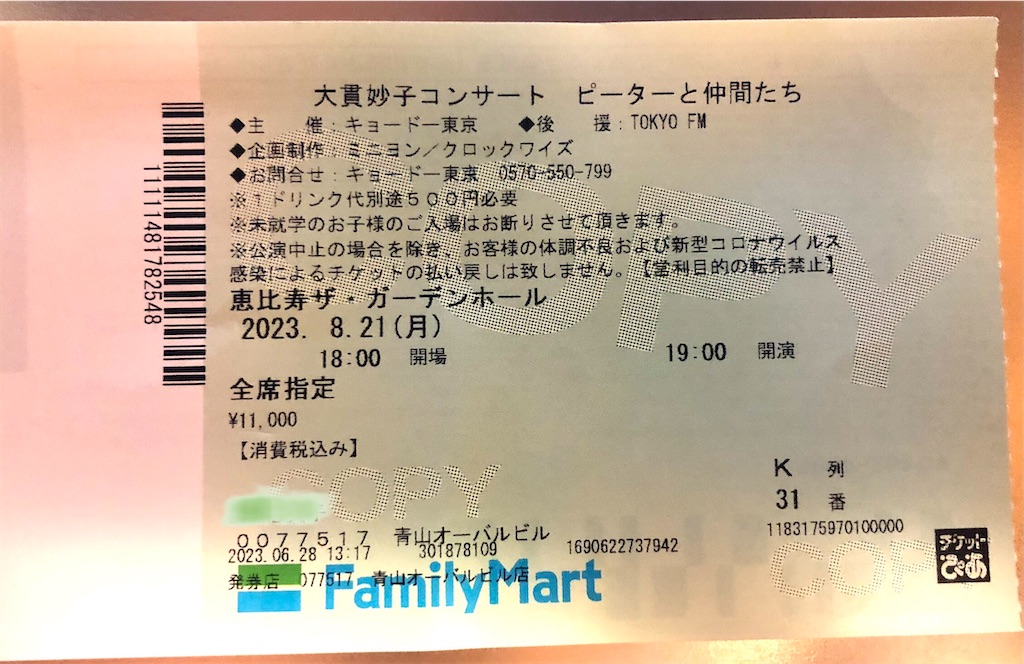 大貫妙子コンサート ピーターと仲間たち
◆主 催:キョードー東京 ◆後 援:TOKYO FM
◆企画制作:ミニヨン/クロックワイズ
◆お問合せ:キョードー東京 0570-550-799
※1ドリンク代別途500円必要
※未就学のお子様のご入場はお断りさせて頂きます。
※公演中止の場合を除き、お客様の体調不良および新型コロナウイルス
感染によるチケットの払い戻しは致しません。【営利目的の転売禁止】
恵比寿ザ・ガーデンホール
2023. 8.21(月)
18:00 開場 19:00 開演
全席指定
¥11,000
【消費税込み】
K 列
31 番
1183175970100000
0077517 青山オーバルビル
2023.06.28 13:17 301878109 1690622737942
発券店 077517 青山オーバルビル店
FamilyMart
チケットぴあ
1111148178254​8
COPY
COPY
COPY